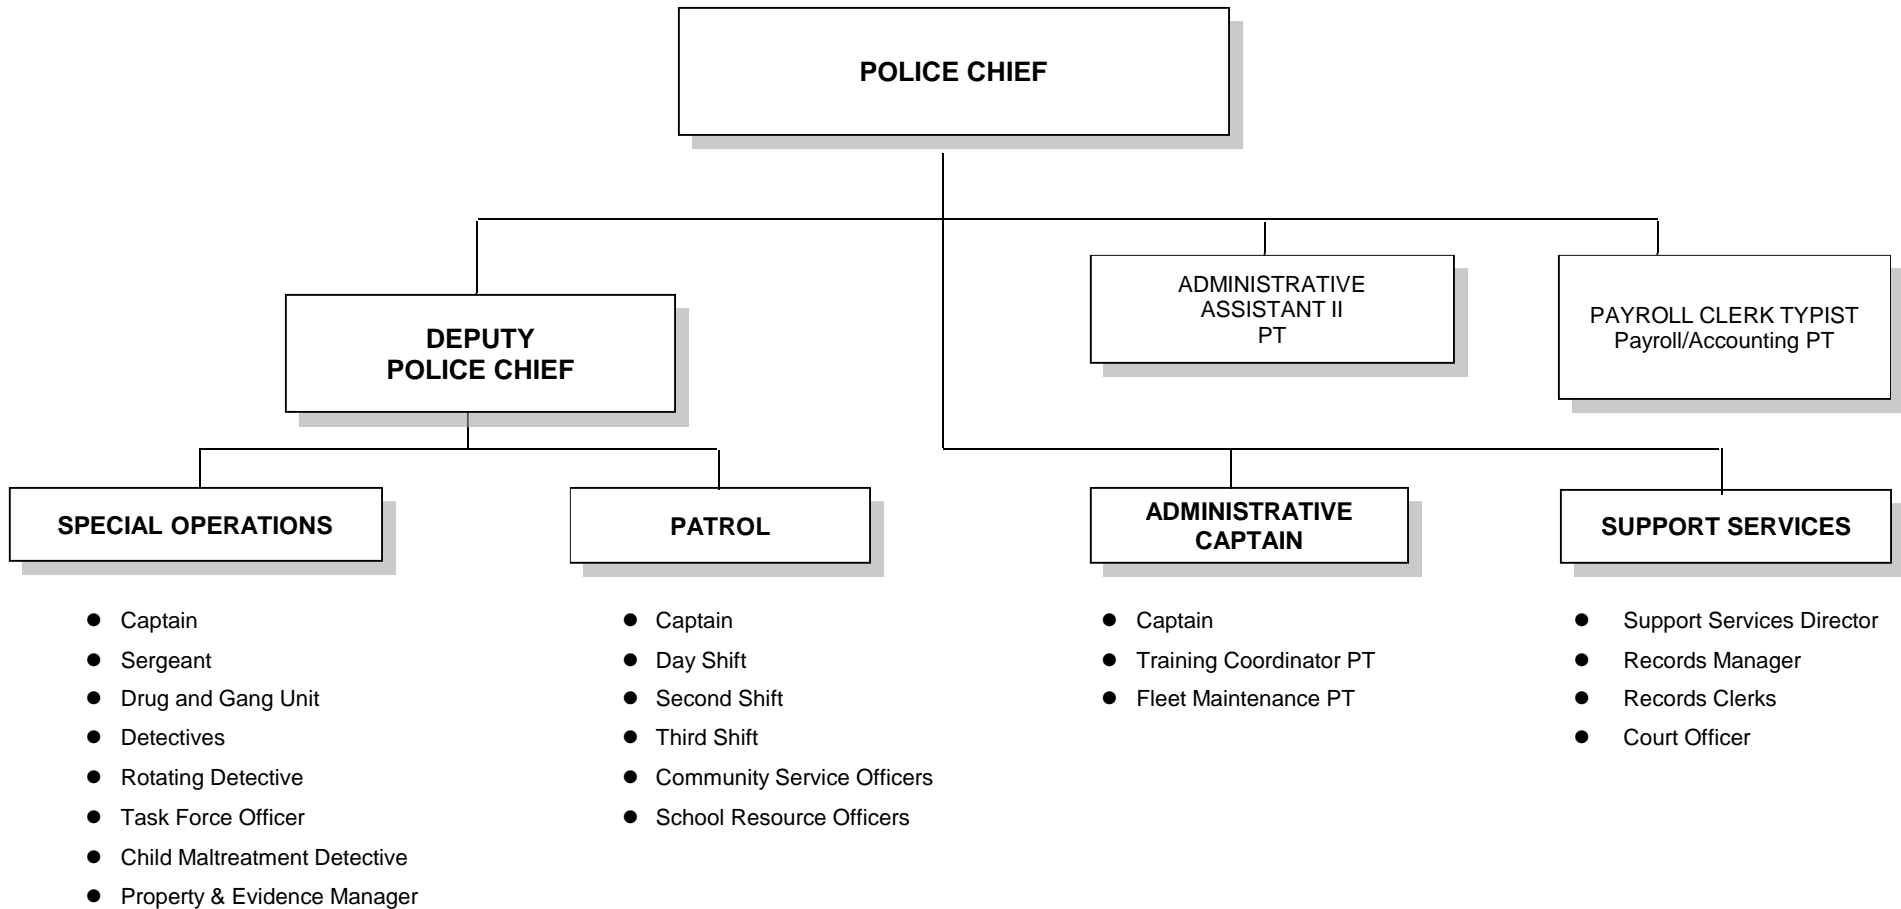 POLICE CHIEF
DEPUTY
POLICE CHIEF
ADMINISTRATIVE
ASSISTANT II
PT
PAYROLL CLERK TYPIST
Payroll/Accounting PT
SPECIAL OPERATIONS
● Captain
● Sergeant
● Drug and Gang Unit
● Detectives
● Rotating Detective
● Task Force Officer
● Child Maltreatment Detective
● Property & Evidence Manager
PATROL
● Captain
● Day Shift
● Second Shift
● Third Shift
● Community Service Officers
● School Resource Officers
ADMINISTRATIVE
CAPTAIN
● Captain
● Training Coordinator PT
● Fleet Maintenance PT
SUPPORT SERVICES
● Support Services Director
● Records Manager
● Records Clerks
● Court Officer